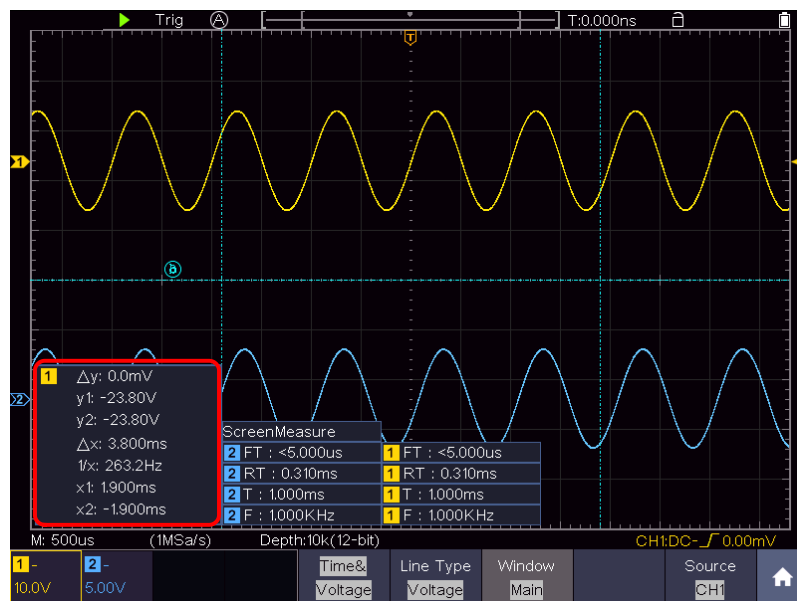 Trig A T:0.000ns
T
1
b
2
1 △y: 0.0mV
y1: -23.80V
y2: -23.80V
△x: 3.800ms
1/x: 263.2Hz
x1: 1.900ms
x2: -1.900ms
ScreenMeasure
2 FT : <5.000us 1 FT : <5.000us
2 RT : 0.310ms 1 RT : 0.310ms
2 T : 1.000ms 1 T : 1.000ms
2 F : 1.000KHz 1 F : 1.000KHz
M: 500us (1MSa/s) Depth:10k(12-bit) CH1:DC- 0.00mV
1 - 2 - Time& Line Type Window Source
10.0V 5.00V Voltage Voltage Main CH1